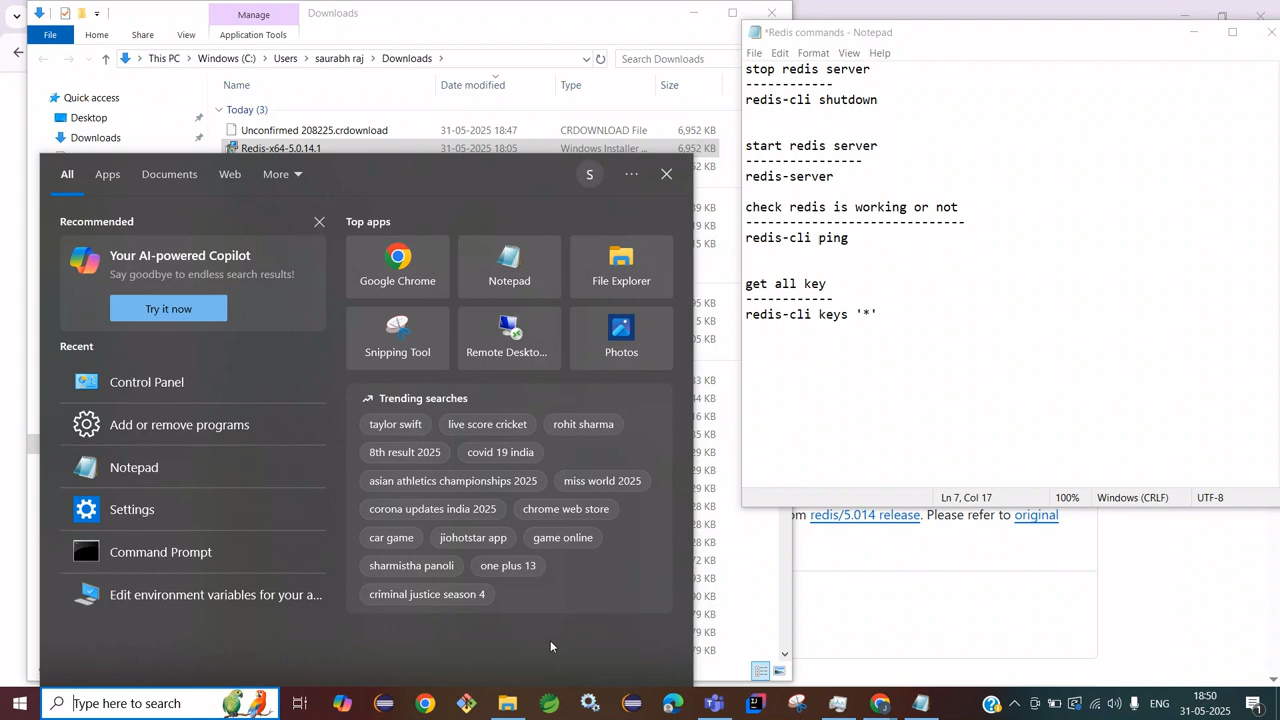 Manage
Downloads
File
Home
Share
View
Application Tools
This PC
Windows (C:)
Users
saurabh raj
Downloads
Search Downloads
Name
Date modified
Type
Size
Quick access
Desktop
Downloads
Today (3)
Unconfirmed 208225.crdownload
31-05-2025 18:47
CRDOWNLOAD File
6,952 KB
Redis-x64-5.0.14.1
31-05-2025 18:05
Windows Installer ...
6,952 KB
All
Apps
Documents
Web
More
S
Recommended
Your AI-powered Copilot
Say goodbye to endless search results!
Try it now
Recent
Control Panel
Add or remove programs
Notepad
Settings
Command Prompt
Edit environment variables for your a...
Top apps
Google Chrome
Notepad
File Explorer
Snipping Tool
Remote Deskto...
Photos
Trending searches
taylor swift
live score cricket
rohit sharma
8th result 2025
covid 19 india
asian athletics championships 2025
miss world 2025
corona updates india 2025
chrome web store
car game
jiohotstar app
game online
sharmistha panoli
one plus 13
criminal justice season 4
*Redis commands - Notepad
File Edit Format View Help
stop redis server
------------
redis-cli shutdown
start redis server
----------------
redis-server
check redis is working or not
------------------------------
redis-cli ping
get all key
------------
redis-cli keys '*'
Ln 7, Col 17
100%
Windows (CRLF)
UTF-8
om redis/5.014 release. Please refer to original
Type here to search
ENG
18:50
31-05-2025